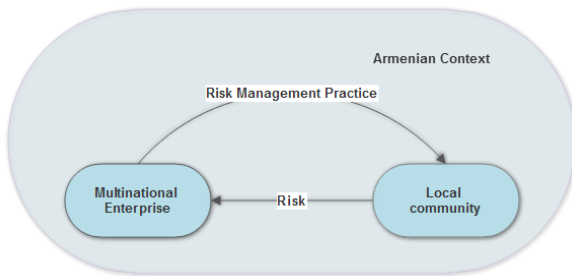 Armenian Context
Risk Management Practice
Multinational
Enterprise
Risk
Local
community